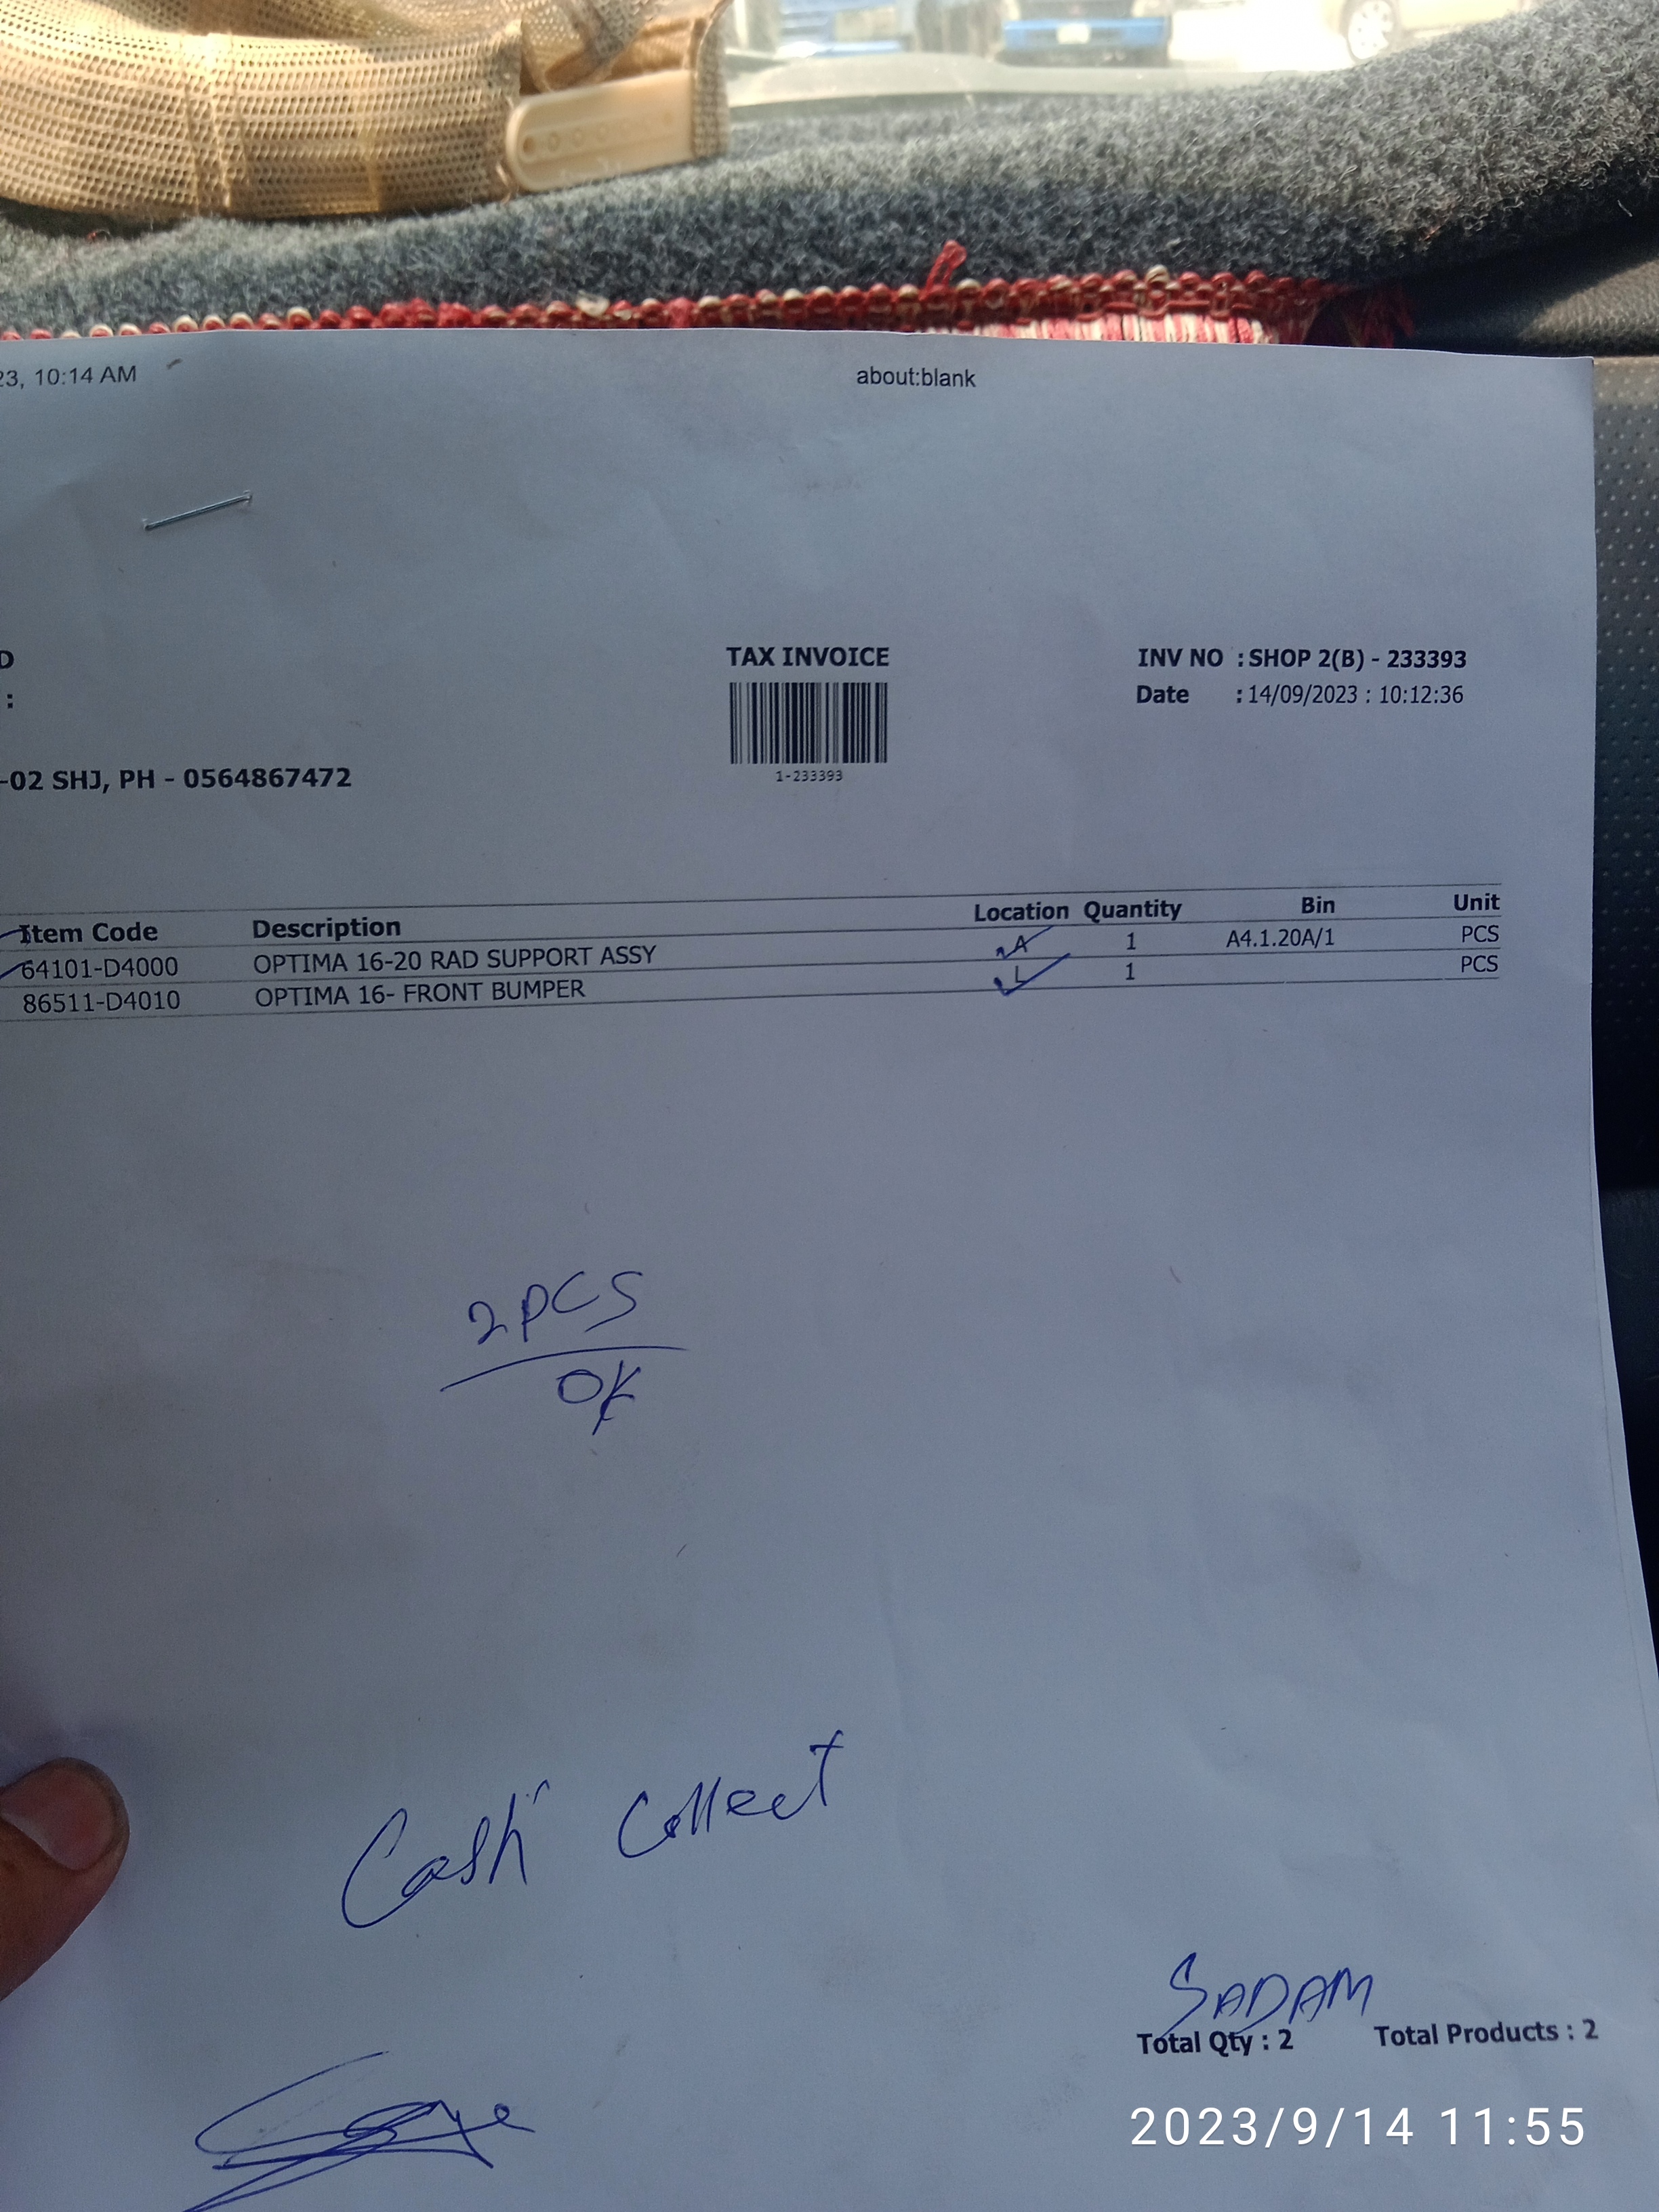 23, 10:14 AM about:blank
D TAX INVOICE INV NO : SHOP 2(B) - 233393
: Date : 14/09/2023 : 10:12:36
-02 SHJ, PH - 0564867472 1-233393
Item Code Description Location Quantity Bin Unit
64101-D4000 OPTIMA 16-20 RAD SUPPORT ASSY A 1 A4.1.20A/1 PCS
86511-D4010 OPTIMA 16- FRONT BUMPER L 1 PCS
2 PCS
OK
Cash Collect
SADAM
Total Qty : 2 Total Products : 2
2023/9/14 11:55